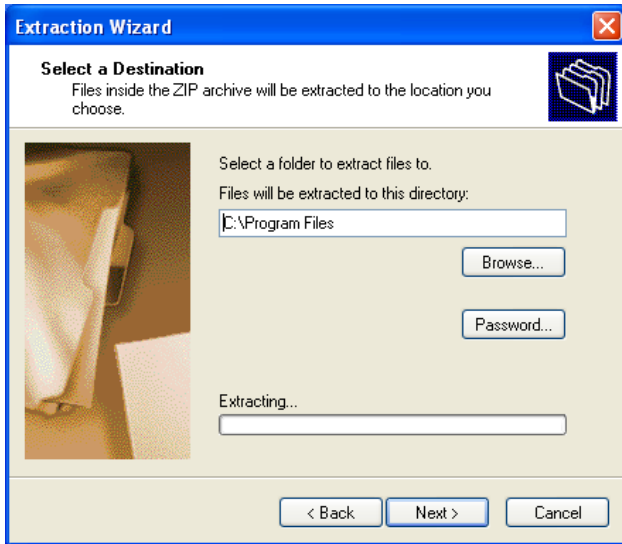 Extraction Wizard
Select a Destination
Files inside the ZIP archive will be extracted to the location you
choose.
Select a folder to extract files to.
Files will be extracted to this directory:
C:\Program Files
Browse...
Password...
Extracting...
< Back Next > Cancel